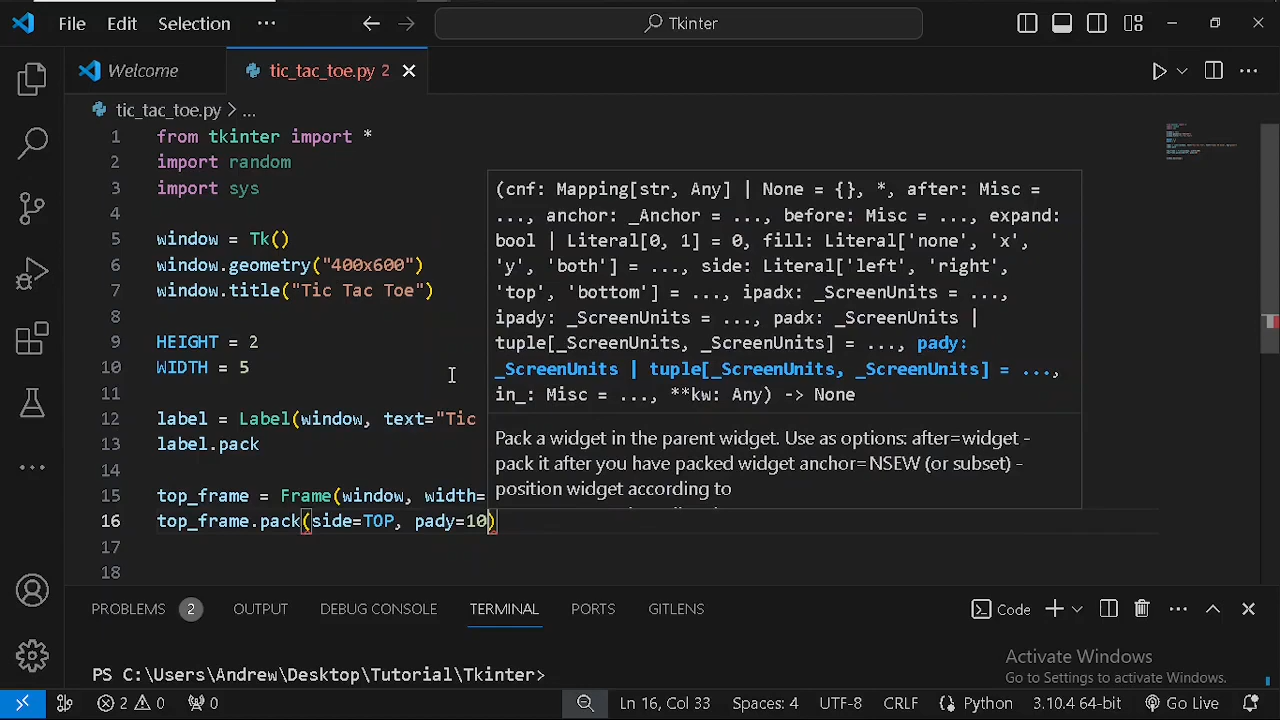 File Edit Selection ··· Tkinter
Welcome tic_tac_toe.py 2
tic_tac_toe.py > ...
1 from tkinter import *
2 import random
3 import sys
4
5 window = Tk()
6 window.geometry("400x600")
7 window.title("Tic Tac Toe")
8
9 HEIGHT = 2
10 WIDTH = 5
11
12 label = Label(window, text="Tic
13 label.pack
14
15 top_frame = Frame(window, width=
16 top_frame.pack(side=TOP, pady=10)
17
18
(cnf: Mapping[str, Any] | None = {}, *, after: Misc =
..., anchor: _Anchor = ..., before: Misc = ..., expand:
bool | Literal[0, 1] = 0, fill: Literal['none', 'x',
'y', 'both'] = ..., side: Literal['left', 'right',
'top', 'bottom'] = ..., ipadx: _ScreenUnits = ...,
ipady: _ScreenUnits = ..., padx: _ScreenUnits |
tuple[_ScreenUnits, _ScreenUnits] = ..., pady:
_ScreenUnits | tuple[_ScreenUnits, _ScreenUnits] = ...,
in_: Misc = ..., **kw: Any) -> None
Pack a widget in the parent widget. Use as options: after=widget -
pack it after you have packed widget anchor=NSEW (or subset) -
position widget according to
PROBLEMS 2 OUTPUT DEBUG CONSOLE TERMINAL PORTS GITLENS Code
PS C:\Users\Andrew\Desktop\Tutorial\Tkinter>
Activate Windows
Go to Settings to activate Windows.
2 0 0 Ln 16, Col 33 Spaces: 4 UTF-8 CRLF Python 3.10.4 64-bit Go Live